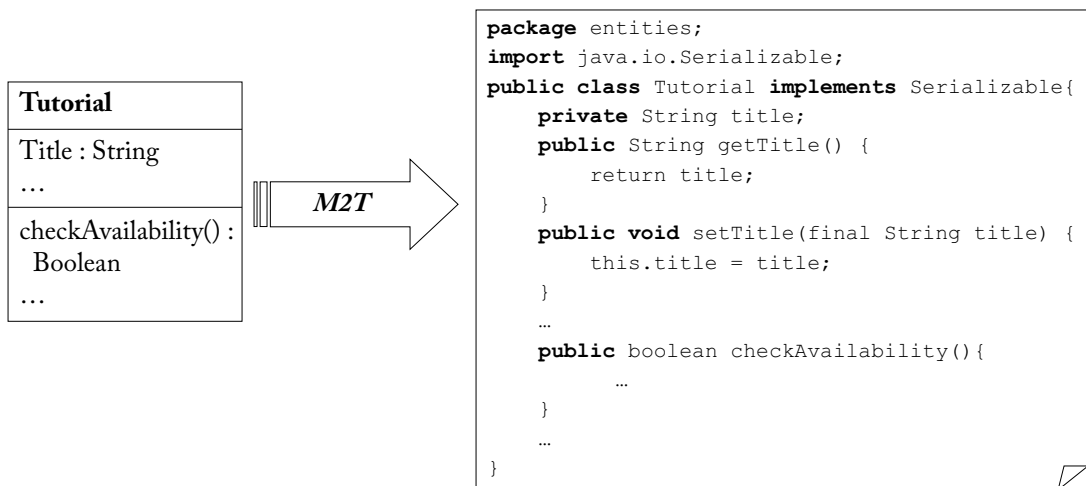 Tutorial
Title : String
…
checkAvailability() :
Boolean
…
M2T
package entities;
import java.io.Serializable;
public class Tutorial implements Serializable{
private String title;
public String getTitle() {
return title;
}
public void setTitle(final String title) {
this.title = title;
}
…
public boolean checkAvailability(){
…
}
…
}